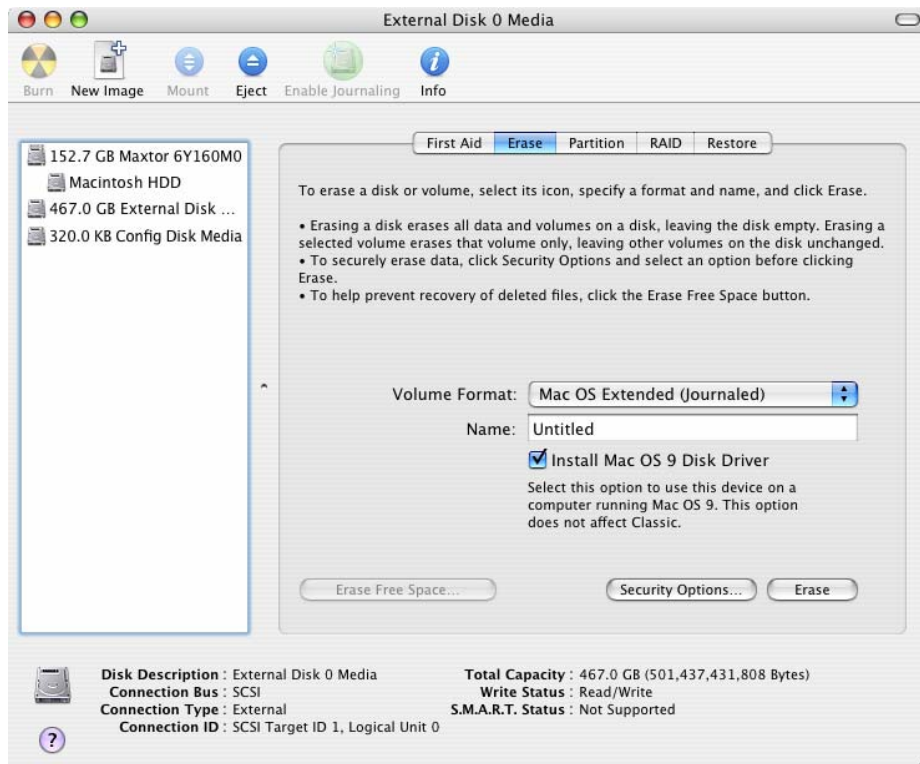 External Disk 0 Media
Burn New Image Mount Eject Enable Journaling Info
152.7 GB Maxtor 6Y160M0
Macintosh HDD
467.0 GB External Disk ...
320.0 KB Config Disk Media
First Aid Erase Partition RAID Restore
To erase a disk or volume, select its icon, specify a format and name, and click Erase.
• Erasing a disk erases all data and volumes on a disk, leaving the disk empty. Erasing a
selected volume erases that volume only, leaving other volumes on the disk unchanged.
• To securely erase data, click Security Options and select an option before clicking
Erase.
• To help prevent recovery of deleted files, click the Erase Free Space button.
Volume Format: Mac OS Extended (Journaled)
Name: Untitled
Install Mac OS 9 Disk Driver
Select this option to use this device on a
computer running Mac OS 9. This option
does not affect Classic.
Erase Free Space... Security Options... Erase
Disk Description : External Disk 0 Media Total Capacity : 467.0 GB (501,437,431,808 Bytes)
Connection Bus : SCSI Write Status : Read/Write
Connection Type : External S.M.A.R.T. Status : Not Supported
Connection ID : SCSI Target ID 1, Logical Unit 0
?